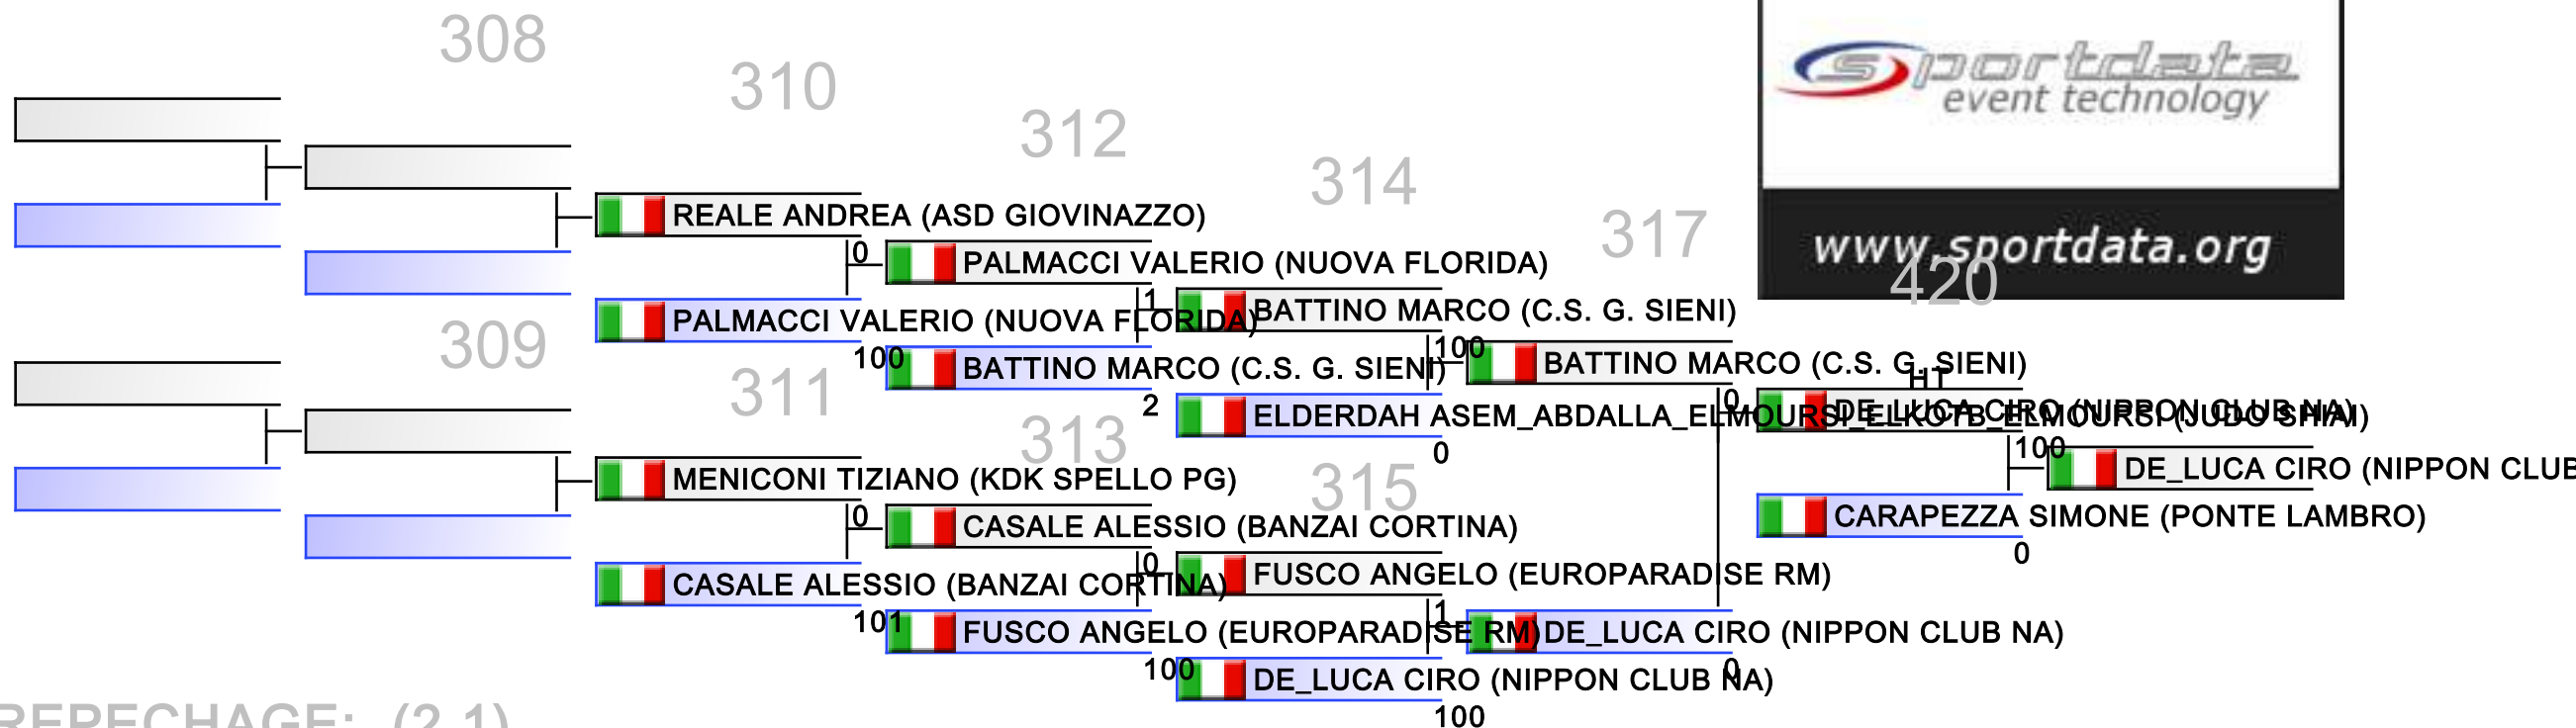 308
310
312
314
317
sportdata
event technology
www.sportdata.org
420
REALE ANDREA (ASD GIOVINAZZO)
0
PALMACCI VALERIO (NUOVA FLORIDA)
1
PALMACCI VALERIO (NUOVA FLORIDA)
BATTINO MARCO (C.S. G. SIENI)
309
100
BATTINO MARCO (C.S. G. SIENI)
100
BATTINO MARCO (C.S. G. SIENI)
HT
311
2
0
ELDERDAH ASEM_ABDALLA_ELMOURSI_ELKOTB_ELMOURSI (JUDO SHIAI)
DE_LUCA CIRO (NIPPON CLUB NA)
313
0
100
MENICONI TIZIANO (KDK SPELLO PG)
315
DE_LUCA CIRO (NIPPON CLUB
0
CASALE ALESSIO (BANZAI CORTINA)
CARAPEZZA SIMONE (PONTE LAMBRO)
0
CASALE ALESSIO (BANZAI CORTINA)
0
FUSCO ANGELO (EUROPARADISE RM)
101
FUSCO ANGELO (EUROPARADISE RM)
1
DE_LUCA CIRO (NIPPON CLUB NA)
100
DE_LUCA CIRO (NIPPON CLUB NA)
0
100
REPECHAGE: (2,1)